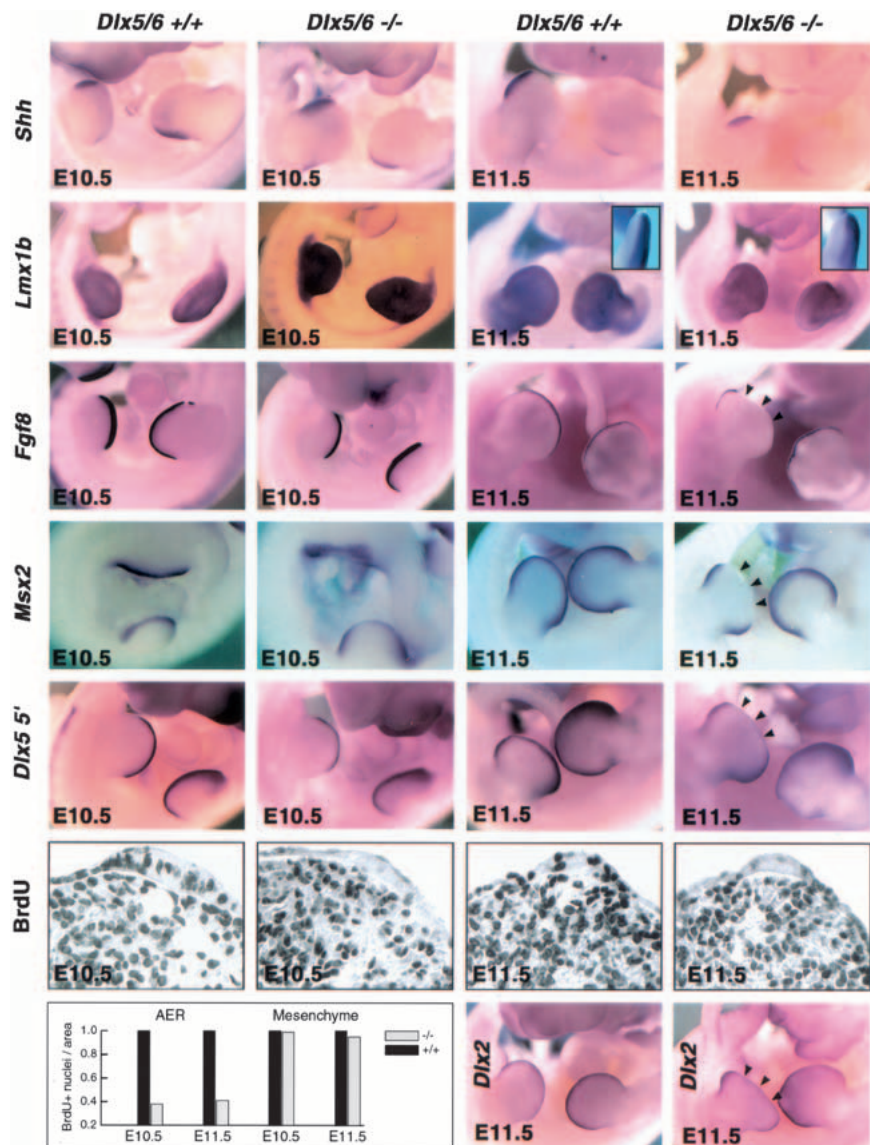 Dlx5/6 +/+ Dlx5/6 -/- Dlx5/6 +/+ Dlx5/6 -/-
Shh
E10.5 E10.5 E11.5 E11.5
Lmx1b
E10.5 E10.5 E11.5 E11.5
Fgf8
E10.5 E10.5 E11.5 E11.5
Msx2
E10.5 E10.5 E11.5 E11.5
Dlx5 5'
E10.5 E10.5 E11.5 E11.5
BrdU
E10.5 E10.5 E11.5 E11.5
AER Mesenchyme
BrdU+ nuclei / area
1.0
0.8
0.6
0.4
0.2
E10.5 E11.5 E10.5 E11.5
-/-
+/+
Dlx2 Dlx2
E11.5 E11.5